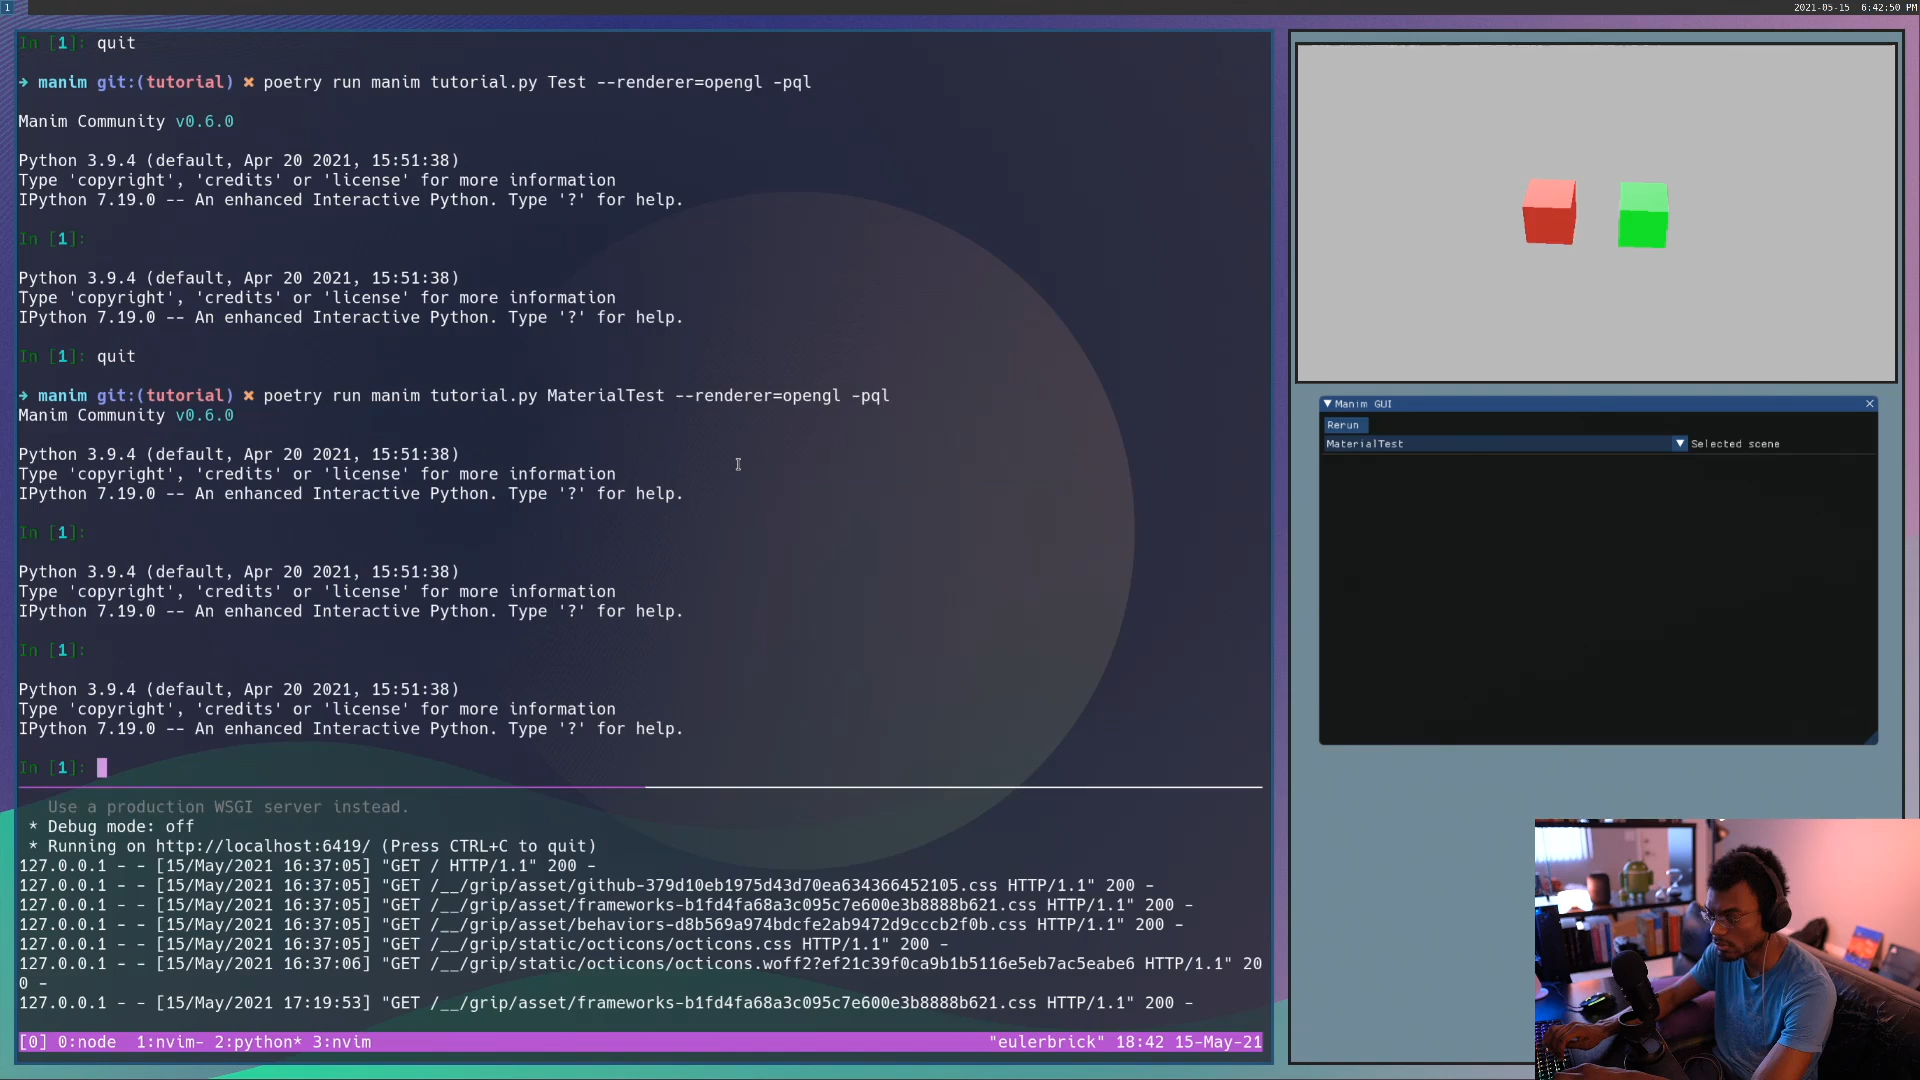 1
2021-05-15 6:42:50 PM
In [1]: quit
➜ manim git:(tutorial) ✖ poetry run manim tutorial.py Test --renderer=opengl -pql
Manim Community v0.6.0
Python 3.9.4 (default, Apr 20 2021, 15:51:38)
Type 'copyright', 'credits' or 'license' for more information
IPython 7.19.0 -- An enhanced Interactive Python. Type '?' for help.
In [1]:
Python 3.9.4 (default, Apr 20 2021, 15:51:38)
Type 'copyright', 'credits' or 'license' for more information
IPython 7.19.0 -- An enhanced Interactive Python. Type '?' for help.
In [1]: quit
➜ manim git:(tutorial) ✖ poetry run manim tutorial.py MaterialTest --renderer=opengl -pql
Manim Community v0.6.0
Python 3.9.4 (default, Apr 20 2021, 15:51:38)
Type 'copyright', 'credits' or 'license' for more information
IPython 7.19.0 -- An enhanced Interactive Python. Type '?' for help.
In [1]:
Python 3.9.4 (default, Apr 20 2021, 15:51:38)
Type 'copyright', 'credits' or 'license' for more information
IPython 7.19.0 -- An enhanced Interactive Python. Type '?' for help.
In [1]:
Python 3.9.4 (default, Apr 20 2021, 15:51:38)
Type 'copyright', 'credits' or 'license' for more information
IPython 7.19.0 -- An enhanced Interactive Python. Type '?' for help.
In [1]:
Use a production WSGI server instead.
* Debug mode: off
* Running on http://localhost:6419/ (Press CTRL+C to quit)
127.0.0.1 - - [15/May/2021 16:37:05] "GET / HTTP/1.1" 200 -
127.0.0.1 - - [15/May/2021 16:37:05] "GET /__/grip/asset/github-379d10eb1975d43d70ea634366452105.css HTTP/1.1" 200 -
127.0.0.1 - - [15/May/2021 16:37:05] "GET /__/grip/asset/frameworks-b1fd4fa68a3c095c7e600e3b8888b621.css HTTP/1.1" 200 -
127.0.0.1 - - [15/May/2021 16:37:05] "GET /__/grip/asset/behaviors-d8b569a974bdcfe2ab9472d9cccb2f0b.css HTTP/1.1" 200 -
127.0.0.1 - - [15/May/2021 16:37:05] "GET /__/grip/static/octicons/octicons.css HTTP/1.1" 200 -
127.0.0.1 - - [15/May/2021 16:37:06] "GET /__/grip/static/octicons/octicons.woff2?ef21c39f0ca9b1b5116e5eb7ac5eabe6 HTTP/1.1" 20
0 -
127.0.0.1 - - [15/May/2021 17:19:53] "GET /__/grip/asset/frameworks-b1fd4fa68a3c095c7e600e3b8888b621.css HTTP/1.1" 200 -
[0] 0:node 1:nvim- 2:python* 3:nvim "eulerbrick" 18:42 15-May-21
Manim GUI
Rerun
MaterialTest Selected scene